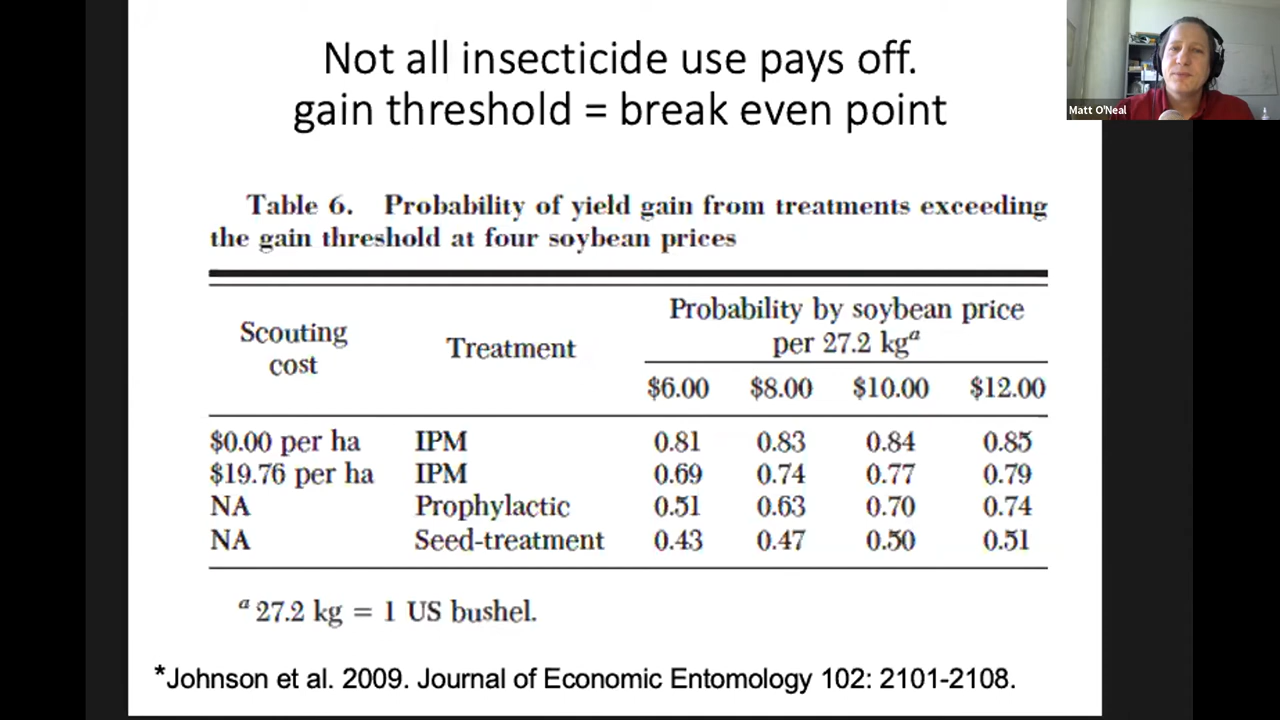 Not all insecticide use pays off.
gain threshold = break even point
Matt O'Neal
Table 6. Probability of yield gain from treatments exceeding
the gain threshold at four soybean prices
Scouting cost Treatment Probability by soybean price per 27.2 kgᵃ
$6.00 $8.00 $10.00 $12.00
$0.00 per ha IPM 0.81 0.83 0.84 0.85
$19.76 per ha IPM 0.69 0.74 0.77 0.79
NA Prophylactic 0.51 0.63 0.70 0.74
NA Seed-treatment 0.43 0.47 0.50 0.51
ᵃ 27.2 kg = 1 US bushel.
*Johnson et al. 2009. Journal of Economic Entomology 102: 2101-2108.